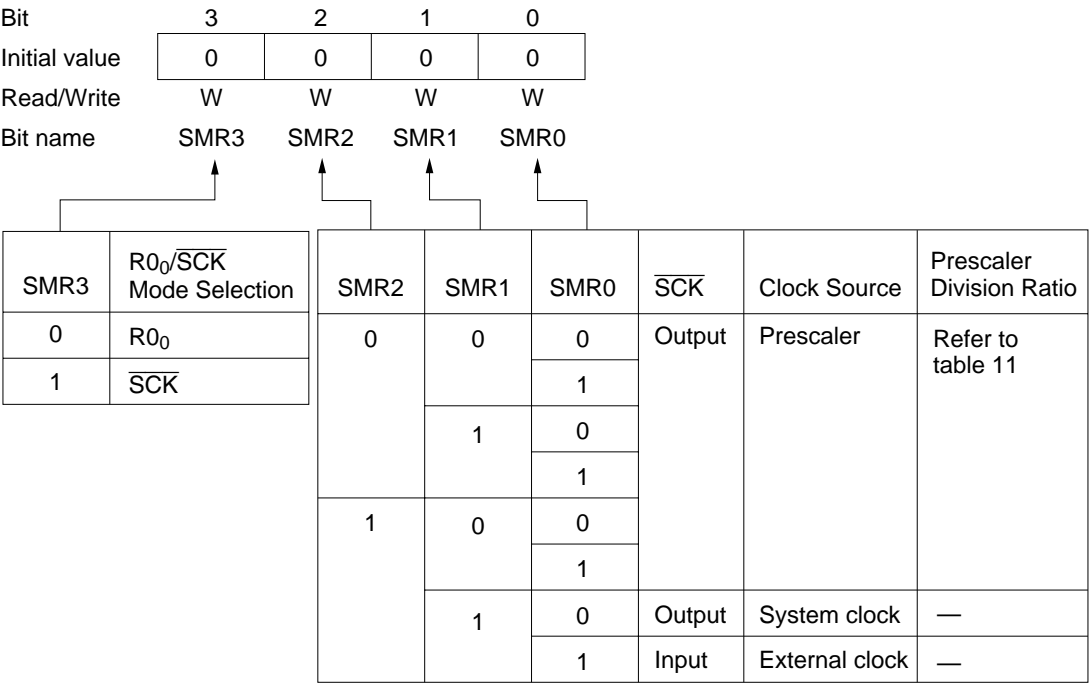 Bit 3 2 1 0
Initial value 0 0 0 0
Read/Write W W W W
Bit name SMR3 SMR2 SMR1 SMR0
SMR3 R0₀/S̅C̅K̅ Mode Selection
0 R0₀
1 S̅C̅K̅
SMR2 SMR1 SMR0 S̅C̅K̅ Clock Source Prescaler Division Ratio
0 0 0 Output Prescaler Refer to table 11
1
1 0
1
1 0 0
1
1 0 Output System clock —
1 Input External clock —